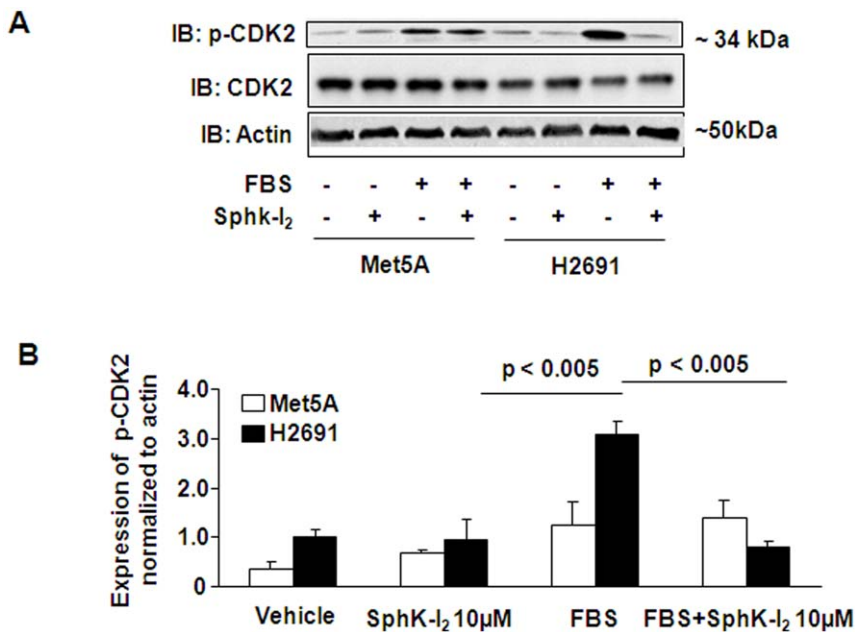 A
IB: p-CDK2 ~ 34 kDa
IB: CDK2
IB: Actin ~50kDa
FBS - - + + - - + +
Sphk-I₂ - + - + - + - +
Met5A H2691
B
p < 0.005 p < 0.005
Expression of p-CDK2
normalized to actin
4.0
3.0
2.0
1.0
0
Met5A
H2691
Vehicle SphK-I₂ 10µM FBS FBS+SphK-I₂ 10µM